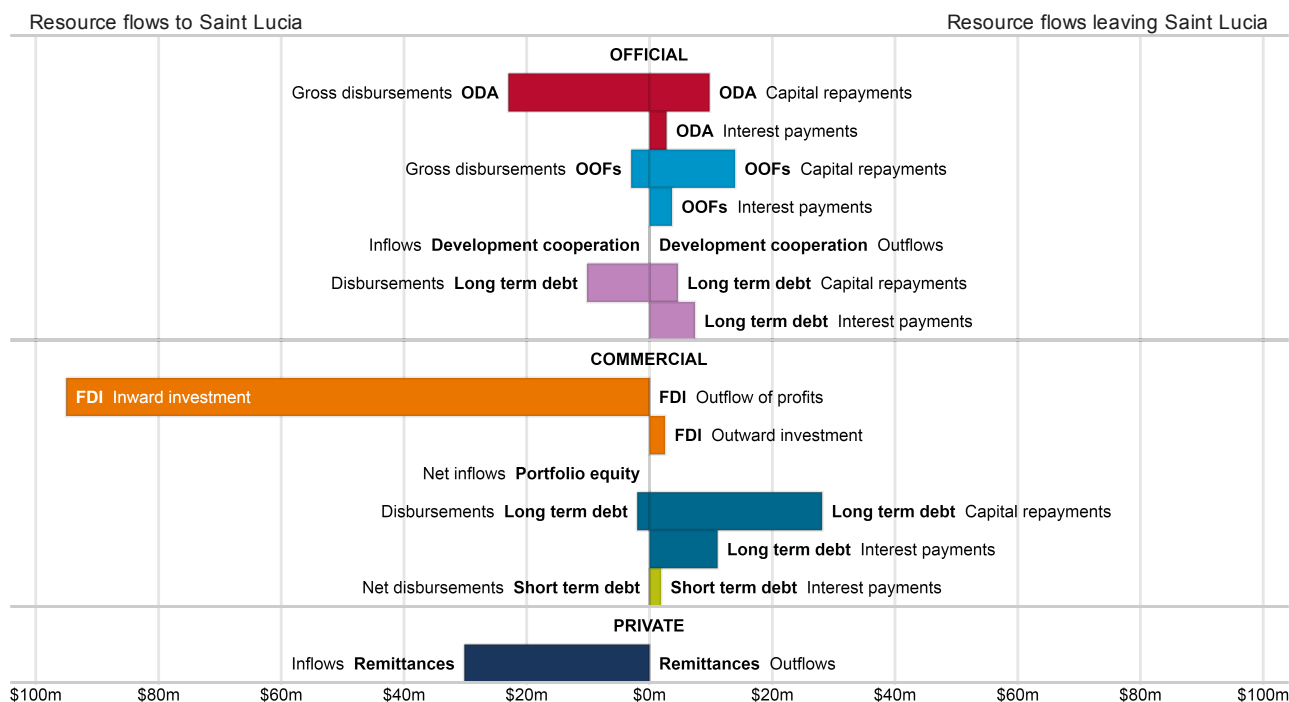 Resource flows to Saint Lucia Resource flows leaving Saint Lucia
OFFICIAL
Gross disbursements ODA ODA Capital repayments
ODA Interest payments
Gross disbursements OOFs OOFs Capital repayments
OOFs Interest payments
Inflows Development cooperation Development cooperation Outflows
Disbursements Long term debt Long term debt Capital repayments
Long term debt Interest payments
COMMERCIAL
FDI Inward investment FDI Outflow of profits
FDI Outward investment
Net inflows Portfolio equity
Disbursements Long term debt Long term debt Capital repayments
Long term debt Interest payments
Net disbursements Short term debt Short term debt Interest payments
PRIVATE
Inflows Remittances Remittances Outflows
$100m $80m $60m $40m $20m $0m $20m $40m $60m $80m $100m